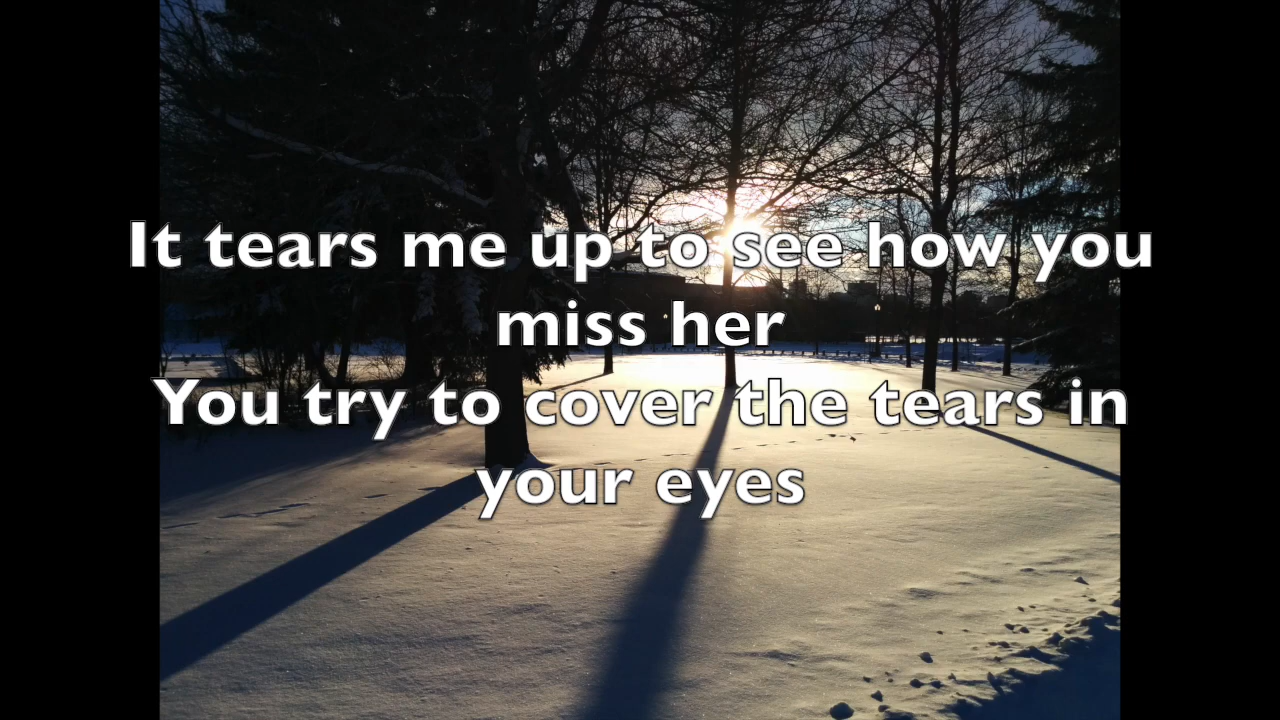 It tears me up to see how you
miss her
You try to cover the tears in
your eyes